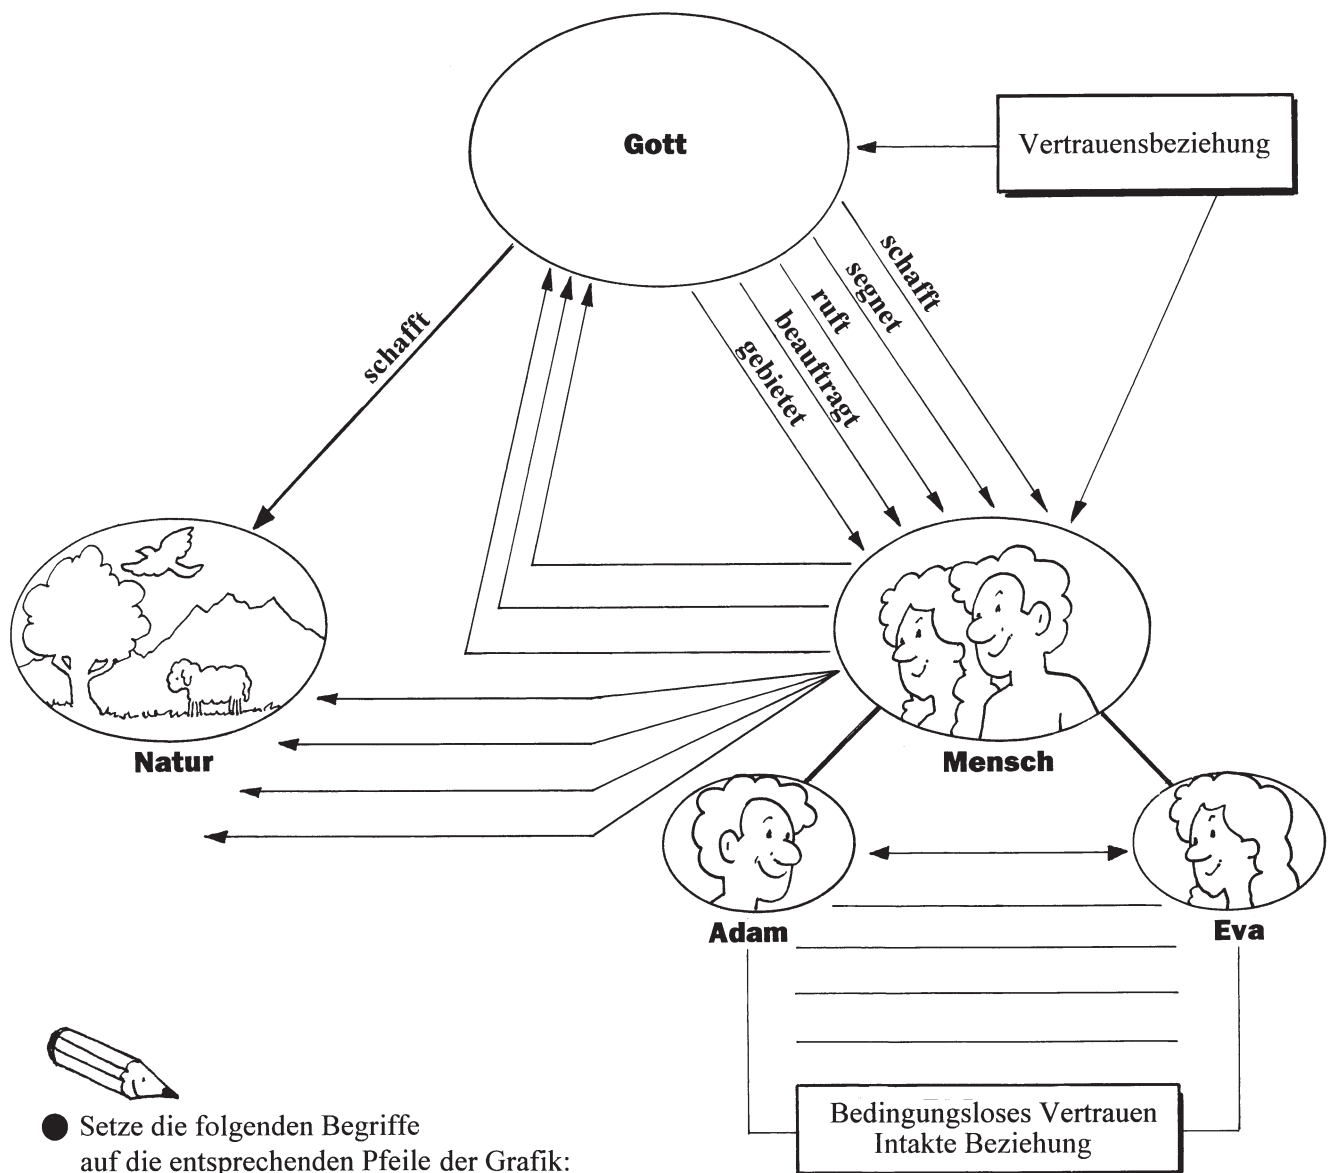 Gott
Vertrauensbeziehung
schafft
schafft
segnet
ruft
beauftragt
gebietet
Natur
Mensch
Adam
Eva
Bedingungsloses Vertrauen
Intakte Beziehung
Setze die folgenden Begriffe
auf die entsprechenden Pfeile der Grafik: